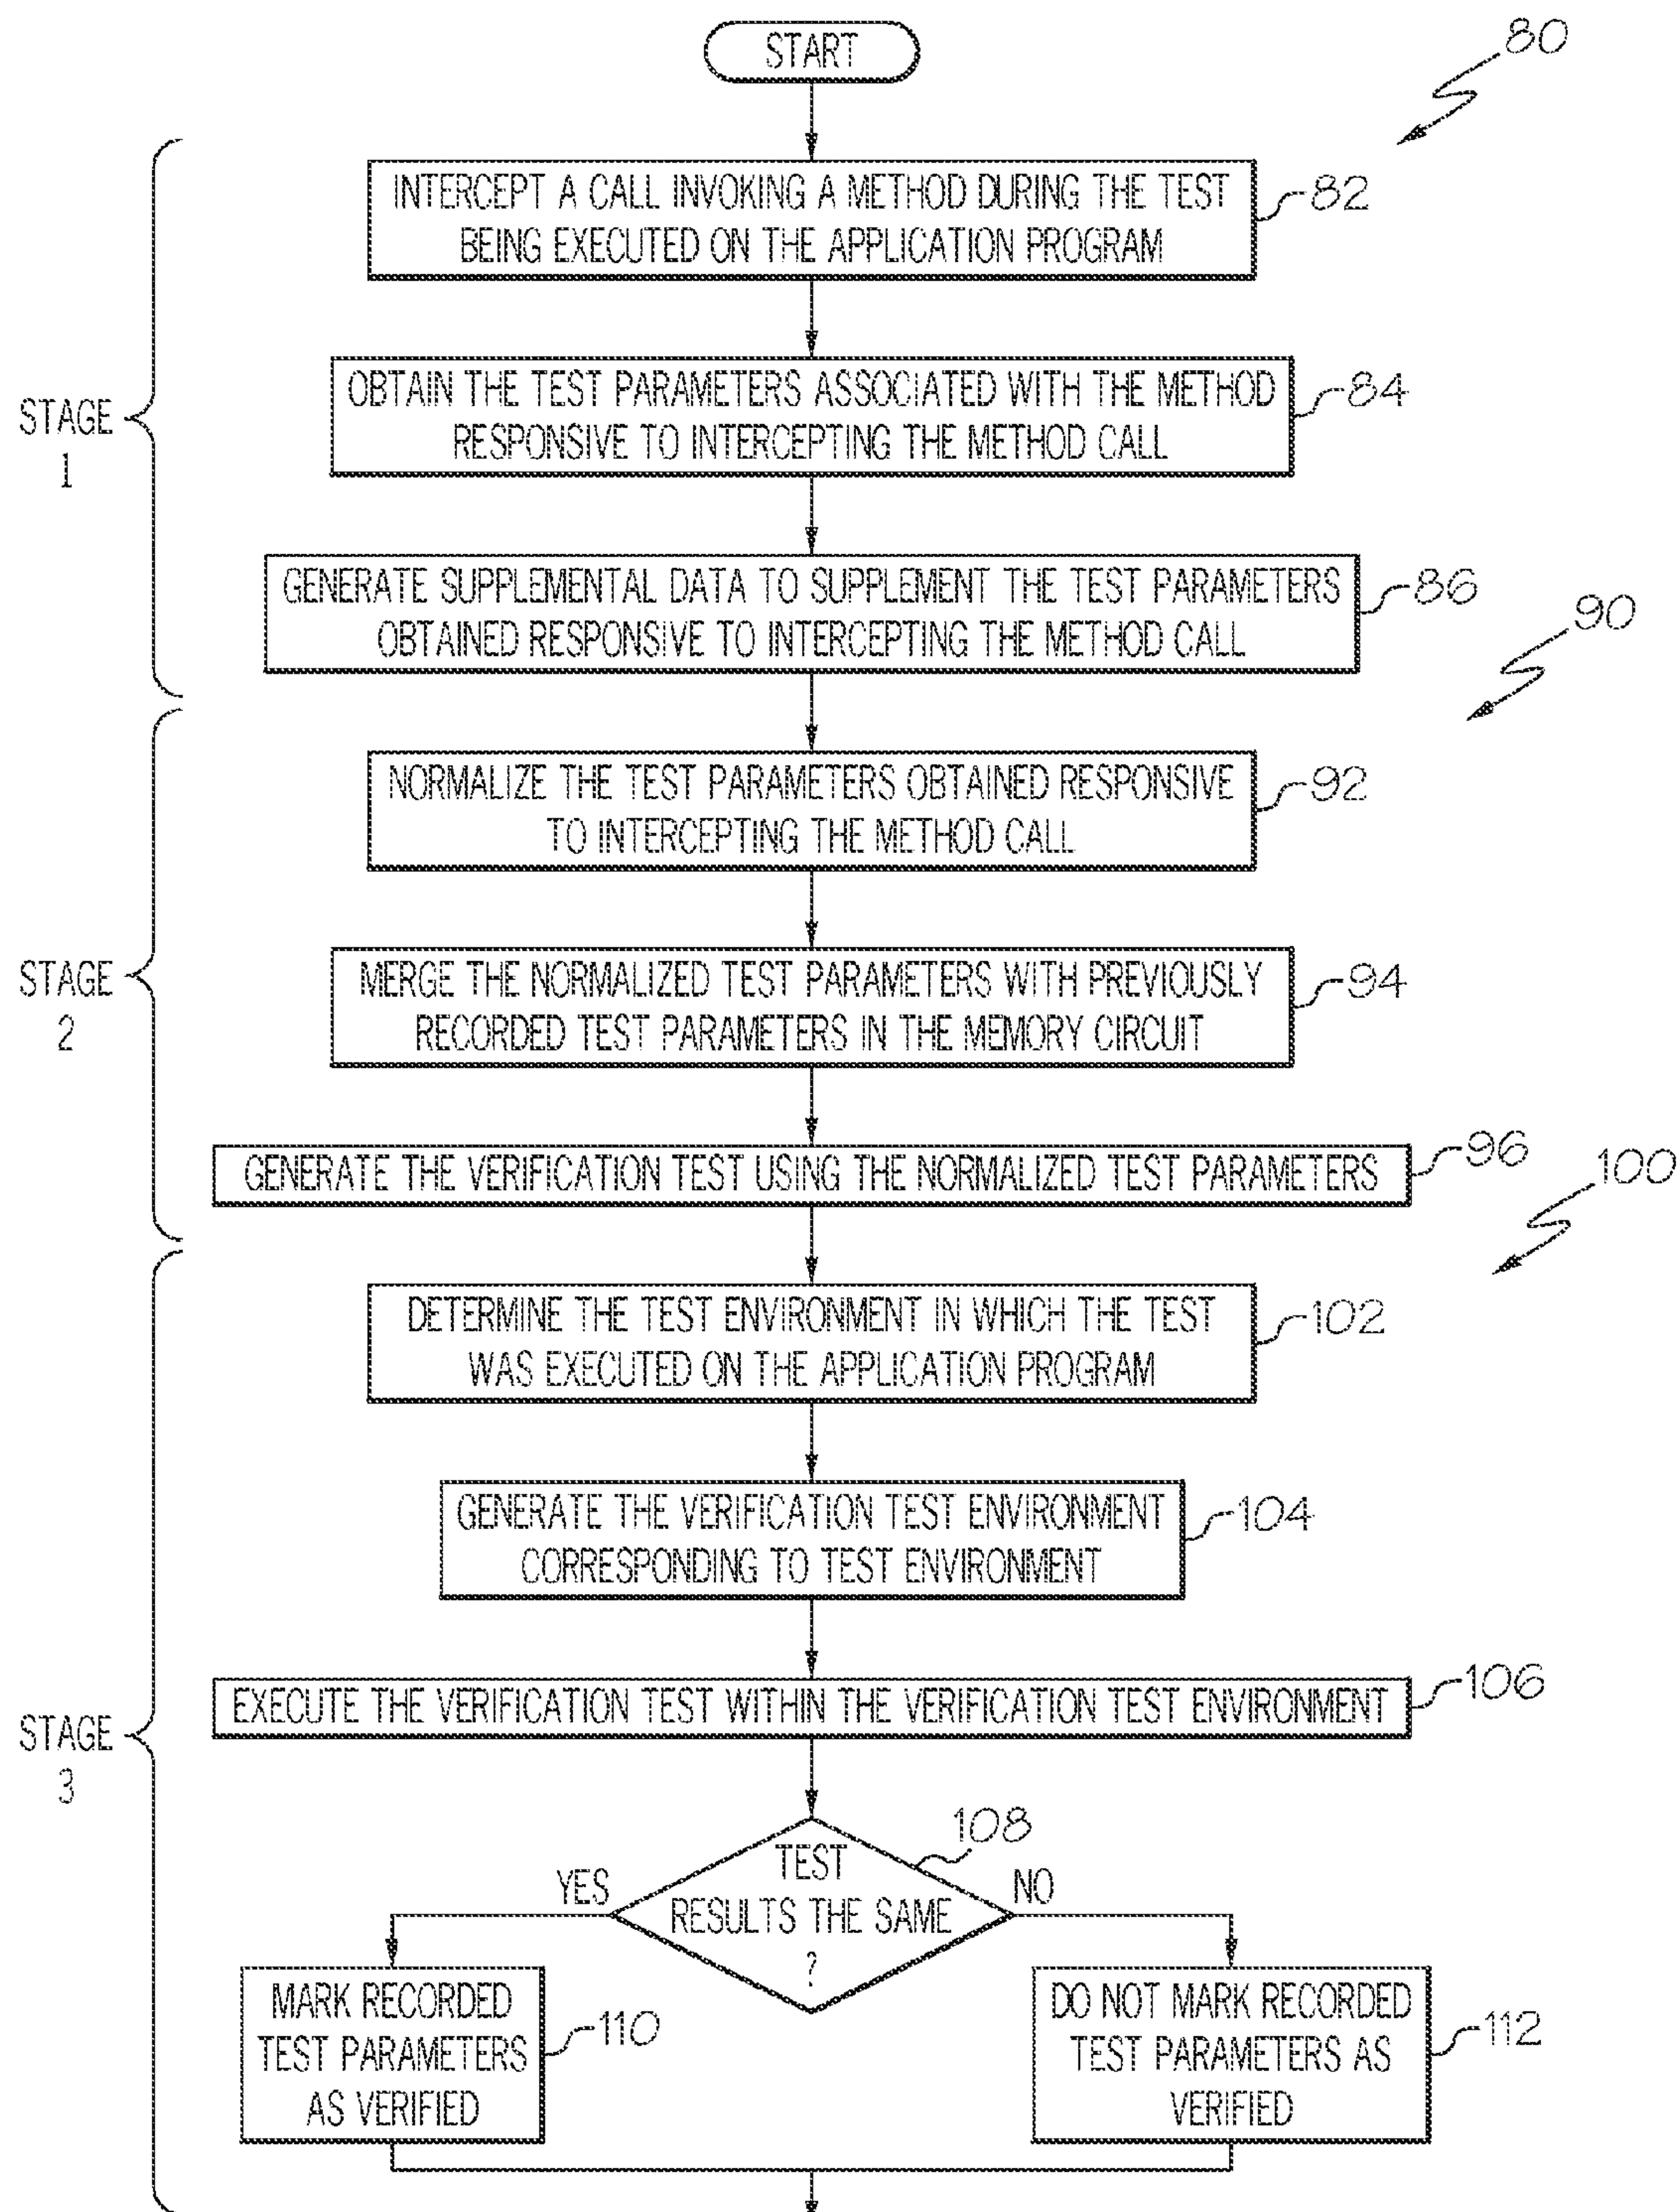 START
80
INTERCEPT A CALL INVOKING A METHOD DURING THE TEST
BEING EXECUTED ON THE APPLICATION PROGRAM
82
OBTAIN THE TEST PARAMETERS ASSOCIATED WITH THE METHOD
RESPONSIVE TO INTERCEPTING THE METHOD CALL
84
STAGE
1
GENERATE SUPPLEMENTAL DATA TO SUPPLEMENT THE TEST PARAMETERS
OBTAINED RESPONSIVE TO INTERCEPTING THE METHOD CALL
86
90
NORMALIZE THE TEST PARAMETERS OBTAINED RESPONSIVE
TO INTERCEPTING THE METHOD CALL
92
STAGE
2
MERGE THE NORMALIZED TEST PARAMETERS WITH PREVIOUSLY
RECORDED TEST PARAMETERS IN THE MEMORY CIRCUIT
94
GENERATE THE VERIFICATION TEST USING THE NORMALIZED TEST PARAMETERS
96
100
DETERMINE THE TEST ENVIRONMENT IN WHICH THE TEST
WAS EXECUTED ON THE APPLICATION PROGRAM
102
GENERATE THE VERIFICATION TEST ENVIRONMENT
CORRESPONDING TO TEST ENVIRONMENT
104
EXECUTE THE VERIFICATION TEST WITHIN THE VERIFICATION TEST ENVIRONMENT
106
STAGE
3
108
TEST
RESULTS THE SAME
?
YES
NO
MARK RECORDED
TEST PARAMETERS
AS VERIFIED
110
DO NOT MARK RECORDED
TEST PARAMETERS AS
VERIFIED
112